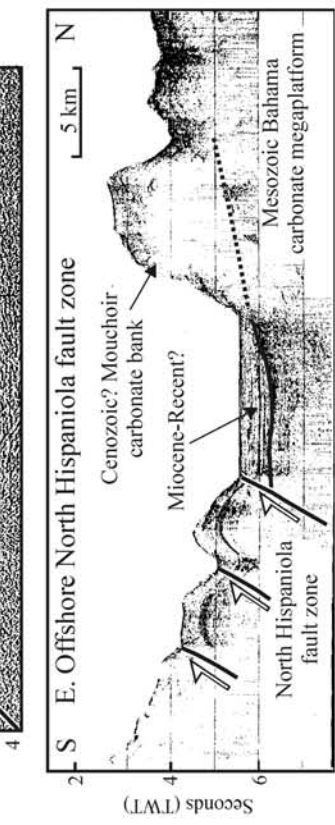 4
S E. Offshore North Hispaniola fault zone N
5 km
Cenozoic? Mouchoir
carbonate bank
Miocene-Recent?
Mesozoic Bahama
carbonate megaplatform
North Hispaniola
fault zone
2
4
6
Seconds (TWT)